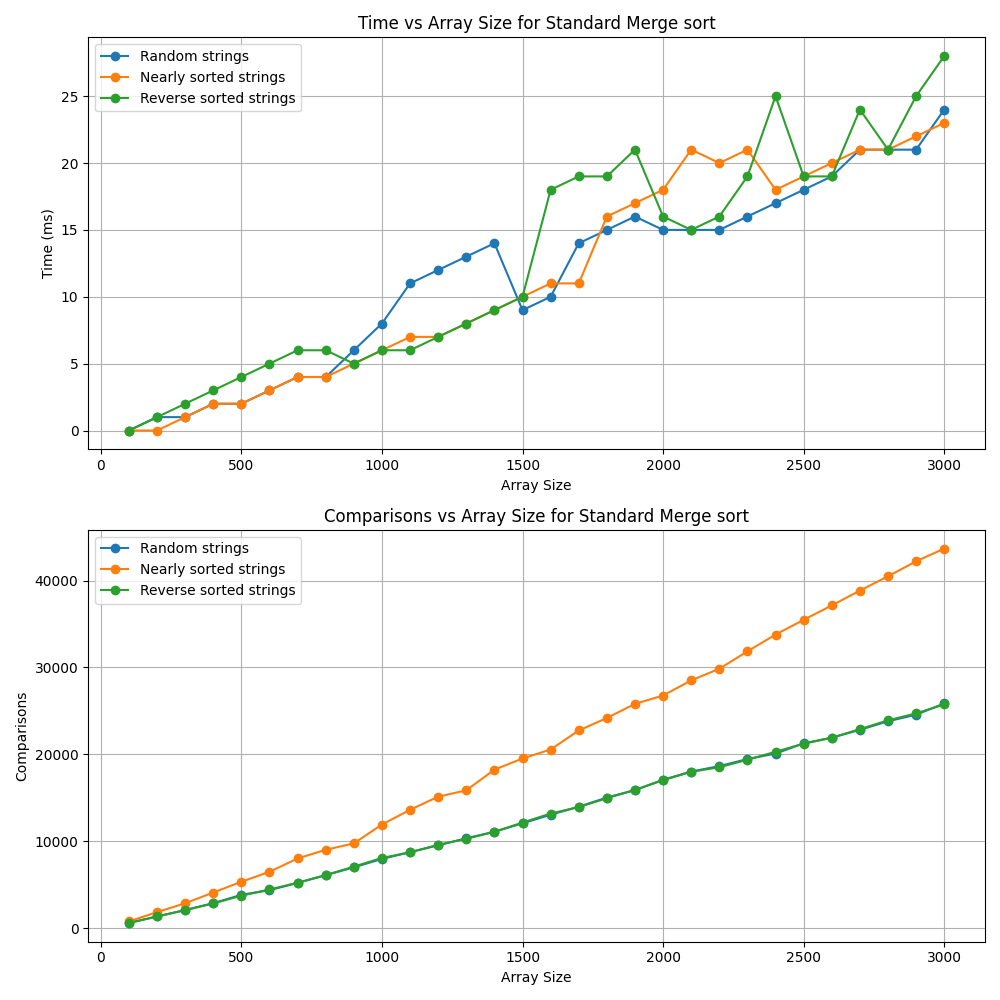 Time vs Array Size for Standard Merge sort
Random strings
Nearly sorted strings
Reverse sorted strings
25
20
15
10
5
0
Time (ms)
0 500 1000 1500 2000 2500 3000
Array Size
Comparisons vs Array Size for Standard Merge sort
Random strings
Nearly sorted strings
Reverse sorted strings
40000
30000
20000
10000
0
Comparisons
0 500 1000 1500 2000 2500 3000
Array Size